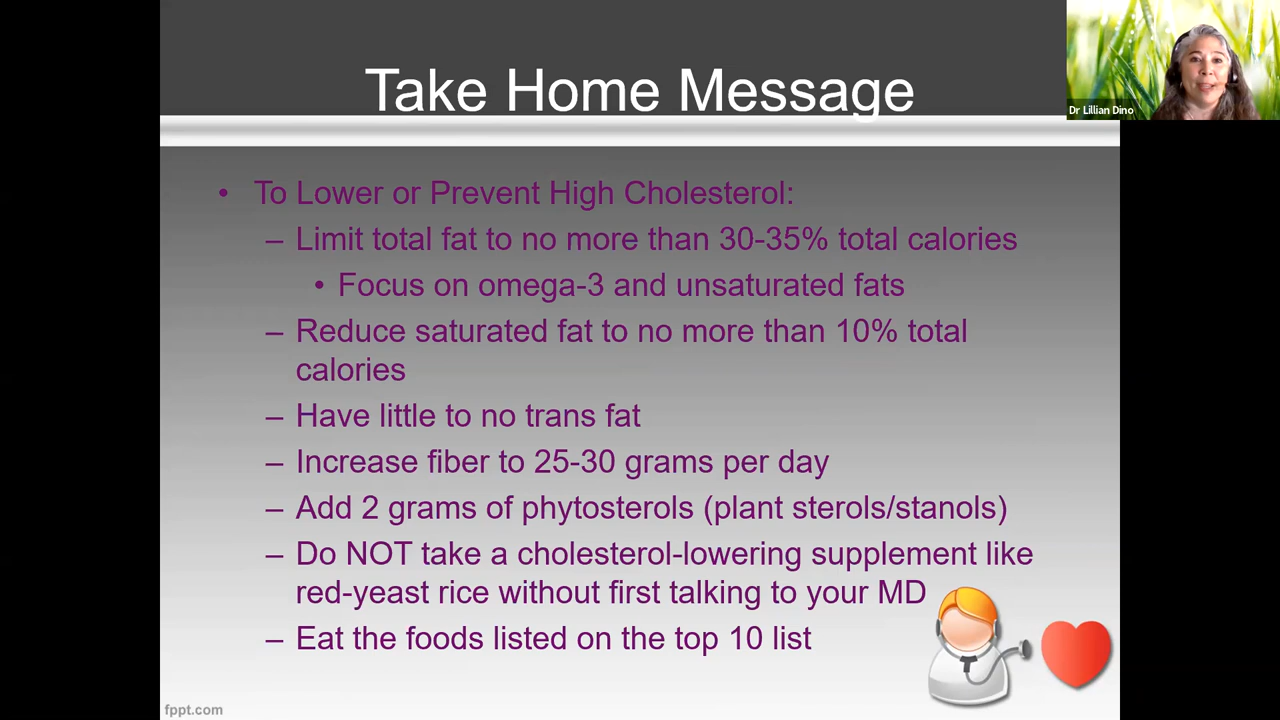 Take Home Message
Dr Lillian Dino
• To Lower or Prevent High Cholesterol:
– Limit total fat to no more than 30-35% total calories
• Focus on omega-3 and unsaturated fats
– Reduce saturated fat to no more than 10% total
calories
– Have little to no trans fat
– Increase fiber to 25-30 grams per day
– Add 2 grams of phytosterols (plant sterols/stanols)
– Do NOT take a cholesterol-lowering supplement like
red-yeast rice without first talking to your MD
– Eat the foods listed on the top 10 list
fppt.com